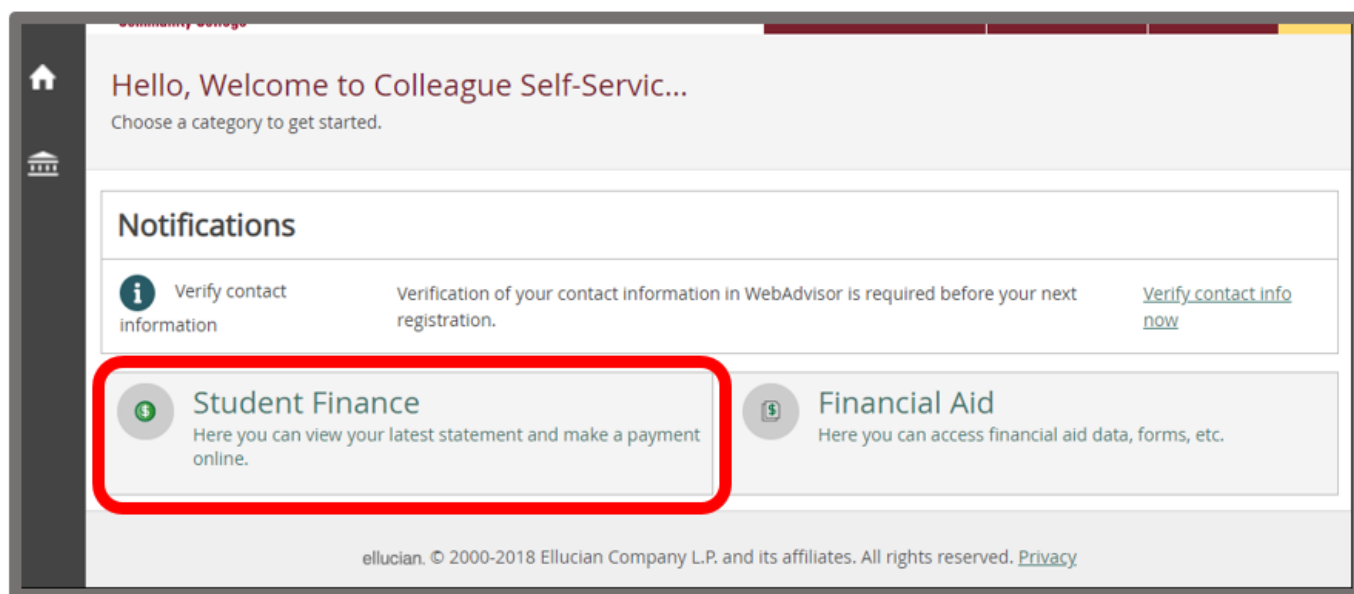 Community College
Hello, Welcome to Colleague Self-Servic...
Choose a category to get started.
Notifications
Verify contact
information
Verification of your contact information in WebAdvisor is required before your next
registration.
Verify contact info
now
Student Finance
Here you can view your latest statement and make a payment
online.
Financial Aid
Here you can access financial aid data, forms, etc.
ellucian. © 2000-2018 Ellucian Company L.P. and its affiliates. All rights reserved. Privacy